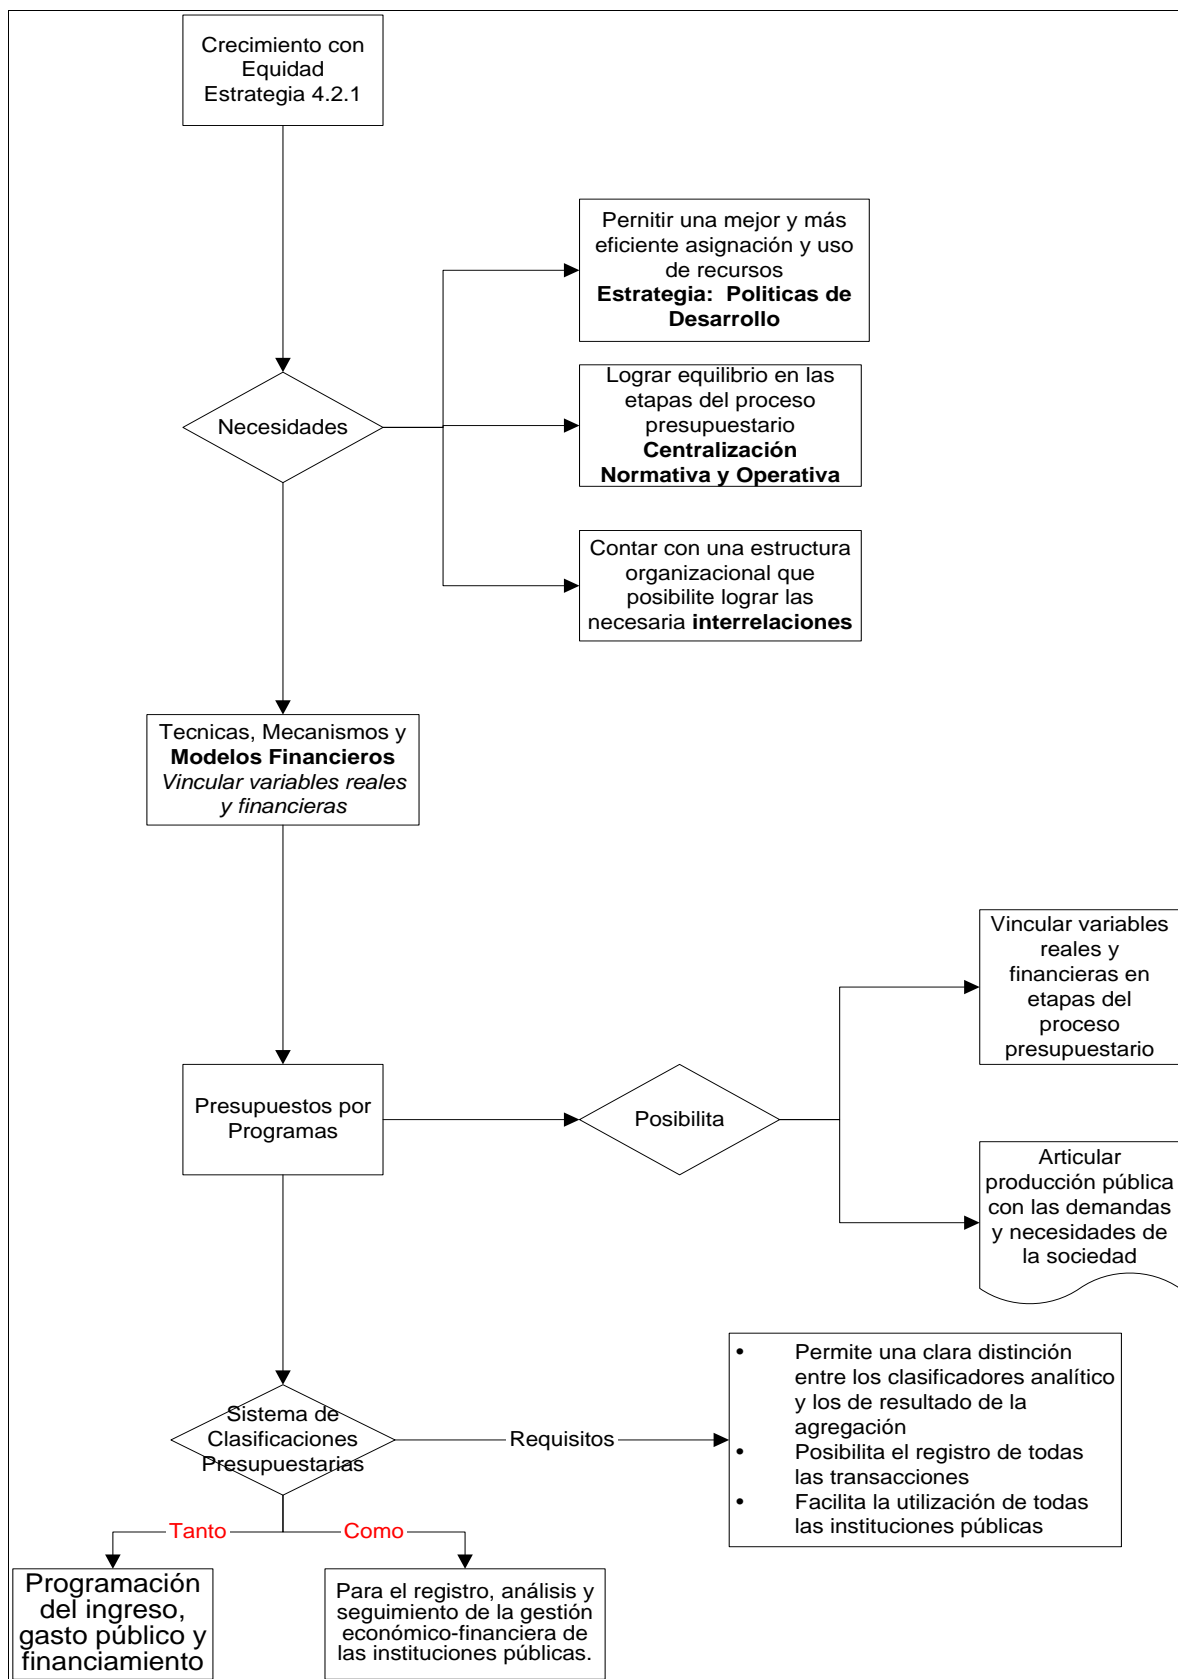 Crecimiento con
Equidad
Estrategia 4.2.1
Pernitir una mejor y más
eficiente asignación y uso
de recursos
Estrategia: Politicas de
Desarrollo
Necesidades
Lograr equilibrio en las
etapas del proceso
presupuestario
Centralización
Normativa y Operativa
Contar con una estructura
organizacional que
posibilite lograr las
necesaria interrelaciones
Tecnicas, Mecanismos y
Modelos Financieros
Vincular variables reales
y financieras
Vincular variables
reales y
financieras en
etapas del
proceso
presupuestario
Presupuestos por
Programas
Posibilita
Articular
producción pública
con las demandas
y necesidades de
la sociedad
Sistema de
Clasificaciones
Presupuestarias
Requisitos
• Permite una clara distinción
entre los clasificadores analítico
y los de resultado de la
agregación
• Posibilita el registro de todas
las transacciones
• Facilita la utilización de todas
las instituciones públicas
Tanto
Como
Programación
del ingreso,
gasto público y
financiamiento
Para el registro, análisis y
seguimiento de la gestión
económico-financiera de
las instituciones públicas.